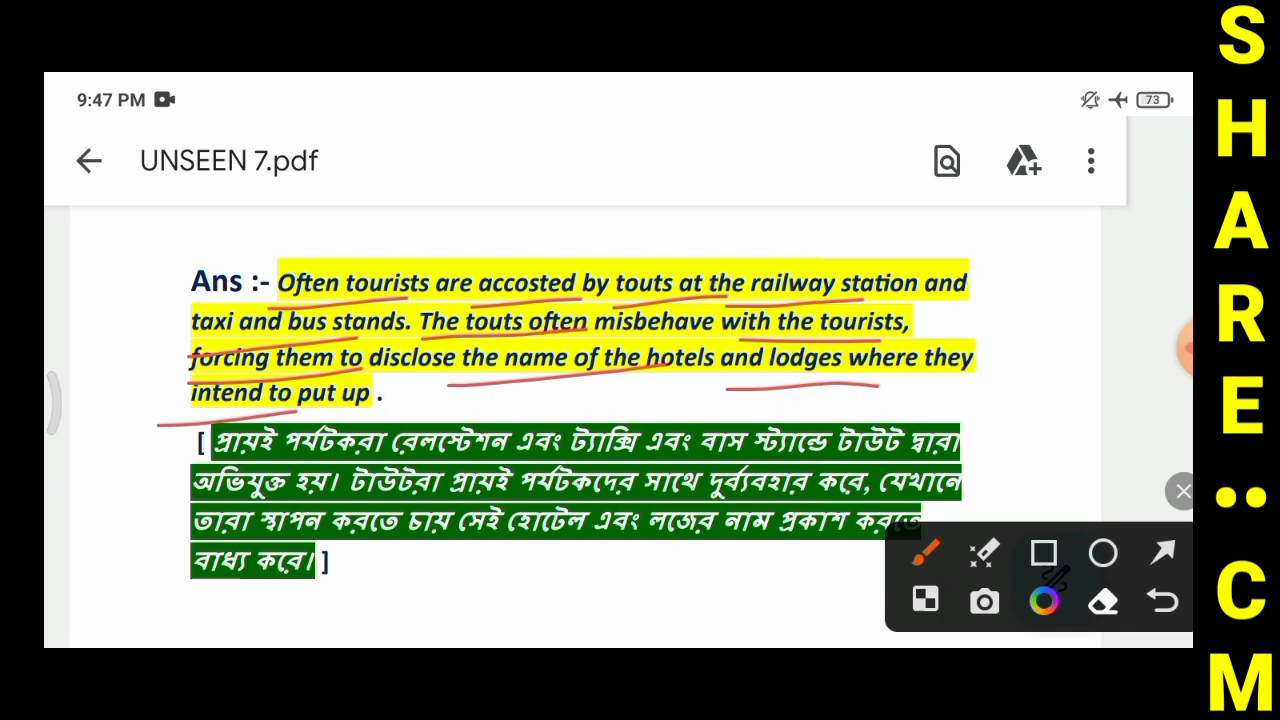 9:47 PM
73
UNSEEN 7.pdf
Ans :- Often tourists are accosted by touts at the railway station and
taxi and bus stands. The touts often misbehave with the tourists,
forcing them to disclose the name of the hotels and lodges where they
intend to put up .
[ প্রায়ই পর্যটকরা রেলস্টেশন এবং ট্যাক্সি এবং বাস স্ট্যান্ডে টাউট দ্বারা
অভিযুক্ত হয়। টাউটরা প্রায়ই পর্যটকদের সাথে দুর্ব্যবহার করে, যেখানে
তারা স্থাপন করতে চায় সেই হোটেল এবং লজের নাম প্রকাশ করতে
বাধ্য করে। ]
SHARE••CM